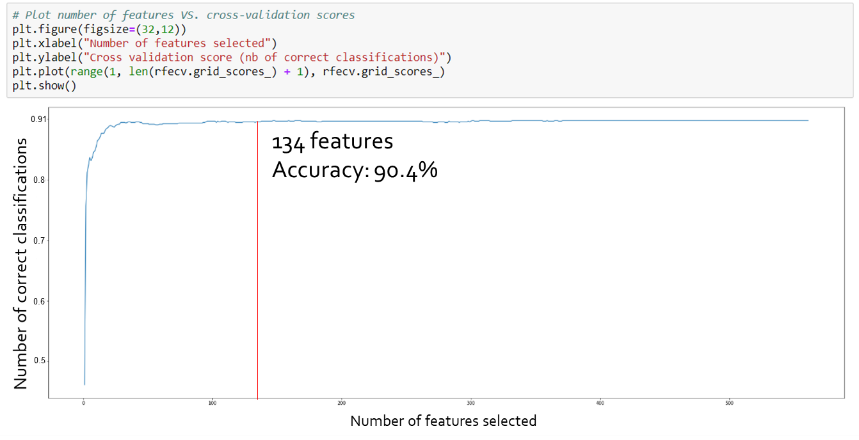 # Plot number of features VS. cross-validation scores
plt.figure(figsize=(32,12))
plt.xlabel("Number of features selected")
plt.ylabel("Cross validation score (nb of correct classifications)")
plt.plot(range(1, len(rfecv.grid_scores_) + 1), rfecv.grid_scores_)
plt.show()
Number of correct classifications
0.91
0.8
0.7
0.6
0.5
134 features
Accuracy: 90.4%
0 100 200 300 400 500
Number of features selected